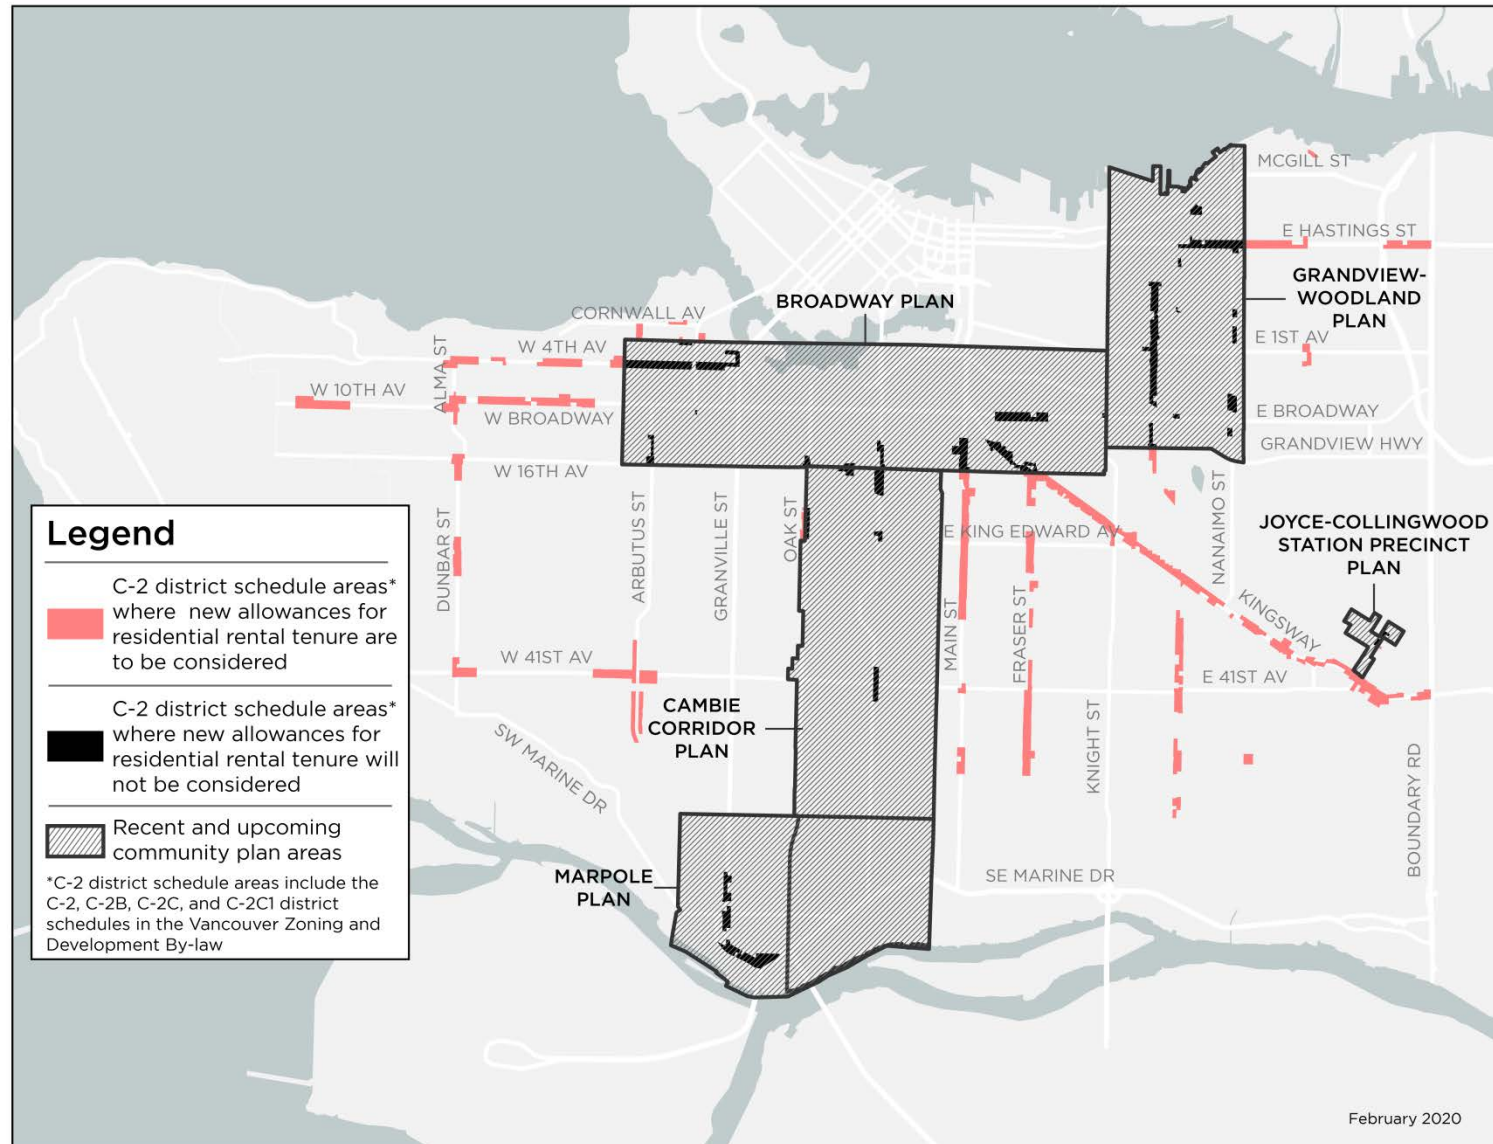 MCGILL ST
E HASTINGS ST
GRANDVIEW-
WOODLAND
PLAN
BROADWAY PLAN
CORNWALL AV
W 4TH AV
ALMA ST
W 10TH AV
W BROADWAY
W 16TH AV
E 1ST AV
E BROADWAY
GRANDVIEW HWY
NANAIMO ST
JOYCE-COLLINGWOOD
STATION PRECINCT
PLAN
DUNBAR ST
ARBUTUS ST
GRANVILLE ST
OAK ST
E KING EDWARD AV
MAIN ST
FRASER ST
KINGSWAY
W 41ST AV
E 41ST AV
CAMBIE
CORRIDOR
PLAN
SW MARINE DR
KNIGHT ST
BOUNDARY RD
MARPOLE
PLAN
SE MARINE DR
Legend
C-2 district schedule areas*
where new allowances for
residential rental tenure are
to be considered
C-2 district schedule areas*
where new allowances for
residential rental tenure will
not be considered
Recent and upcoming
community plan areas
*C-2 district schedule areas include the
C-2, C-2B, C-2C, and C-2C1 district
schedules in the Vancouver Zoning and
Development By-law
February 2020